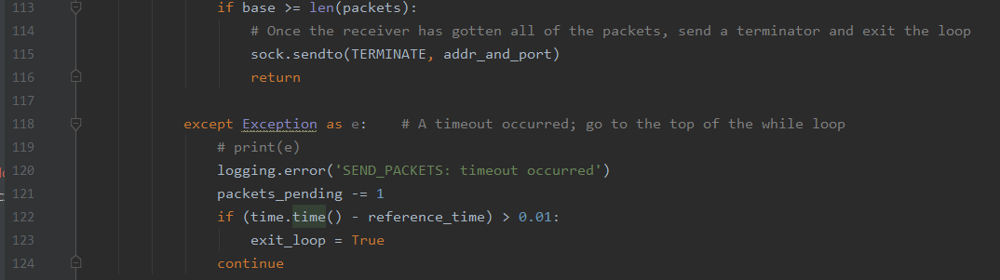 113 if base >= len(packets):
114 # Once the receiver has gotten all of the packets, send a terminator and exit the loop
115 sock.sendto(TERMINATE, addr_and_port)
116 return
117
118 except Exception as e: # A timeout occurred; go to the top of the while loop
119 # print(e)
120 logging.error('SEND_PACKETS: timeout occurred')
121 packets_pending -= 1
122 if (time.time() - reference_time) > 0.01:
123 exit_loop = True
124 continue